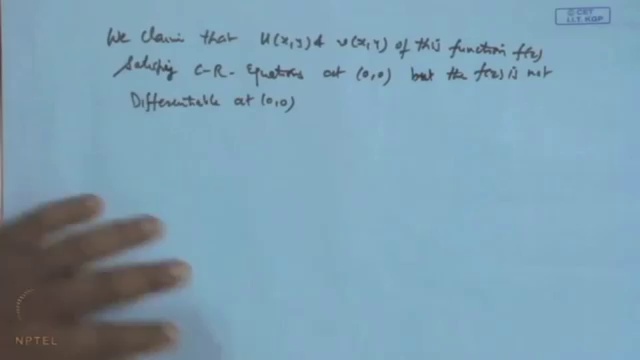 © CET
I.I.T. KGP
We claim that U(x,y) & v(x,y) of this function f(z)
Satisfy C-R- Equations at (0,0) but the f(z) is not
Differentiable at (0,0)
NPTEL